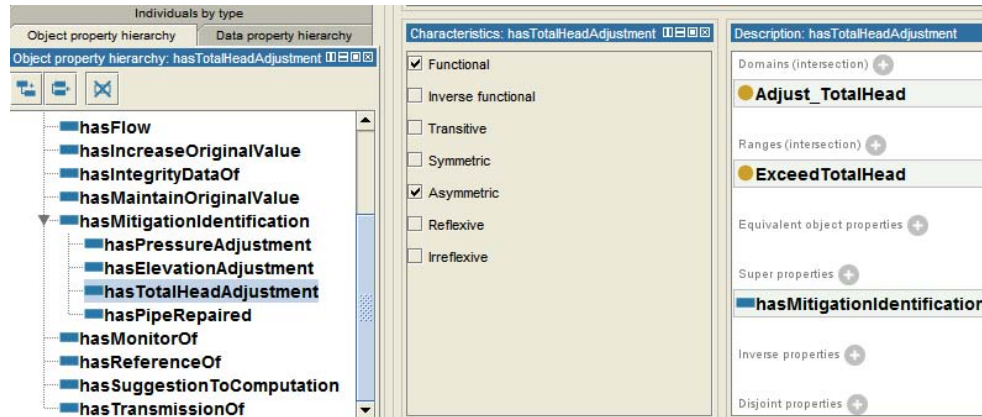 Individuals by type
Object property hierarchy
Data property hierarchy
Object property hierarchy: hasTotalHeadAdjustment
hasFlow
hasIncreaseOriginalValue
hasIntegrityDataOf
hasMaintainOriginalValue
hasMitigationIdentification
hasPressureAdjustment
hasElevationAdjustment
hasTotalHeadAdjustment
hasPipeRepaired
hasMonitorOf
hasReferenceOf
hasSuggestionToComputation
hasTransmissionOf
Characteristics: hasTotalHeadAdjustment
Functional
Inverse functional
Transitive
Symmetric
Asymmetric
Reflexive
Irreflexive
Description: hasTotalHeadAdjustment
Domains (intersection)
Adjust_TotalHead
Ranges (intersection)
ExceedTotalHead
Equivalent object properties
Super properties
hasMitigationIdentification
Inverse properties
Disjoint properties